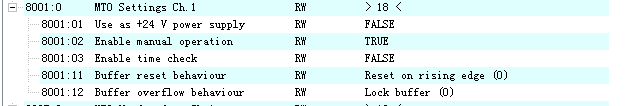 8001:0 MTO Settings Ch.1 RW > 18 <
8001:01 Use as +24 V power supply RW FALSE
8001:02 Enable manual operation RW TRUE
8001:03 Enable time check RW FALSE
8001:11 Buffer reset behaviour RW Reset on rising edge (0)
8001:12 Buffer overflow behaviour RW Lock buffer (0)